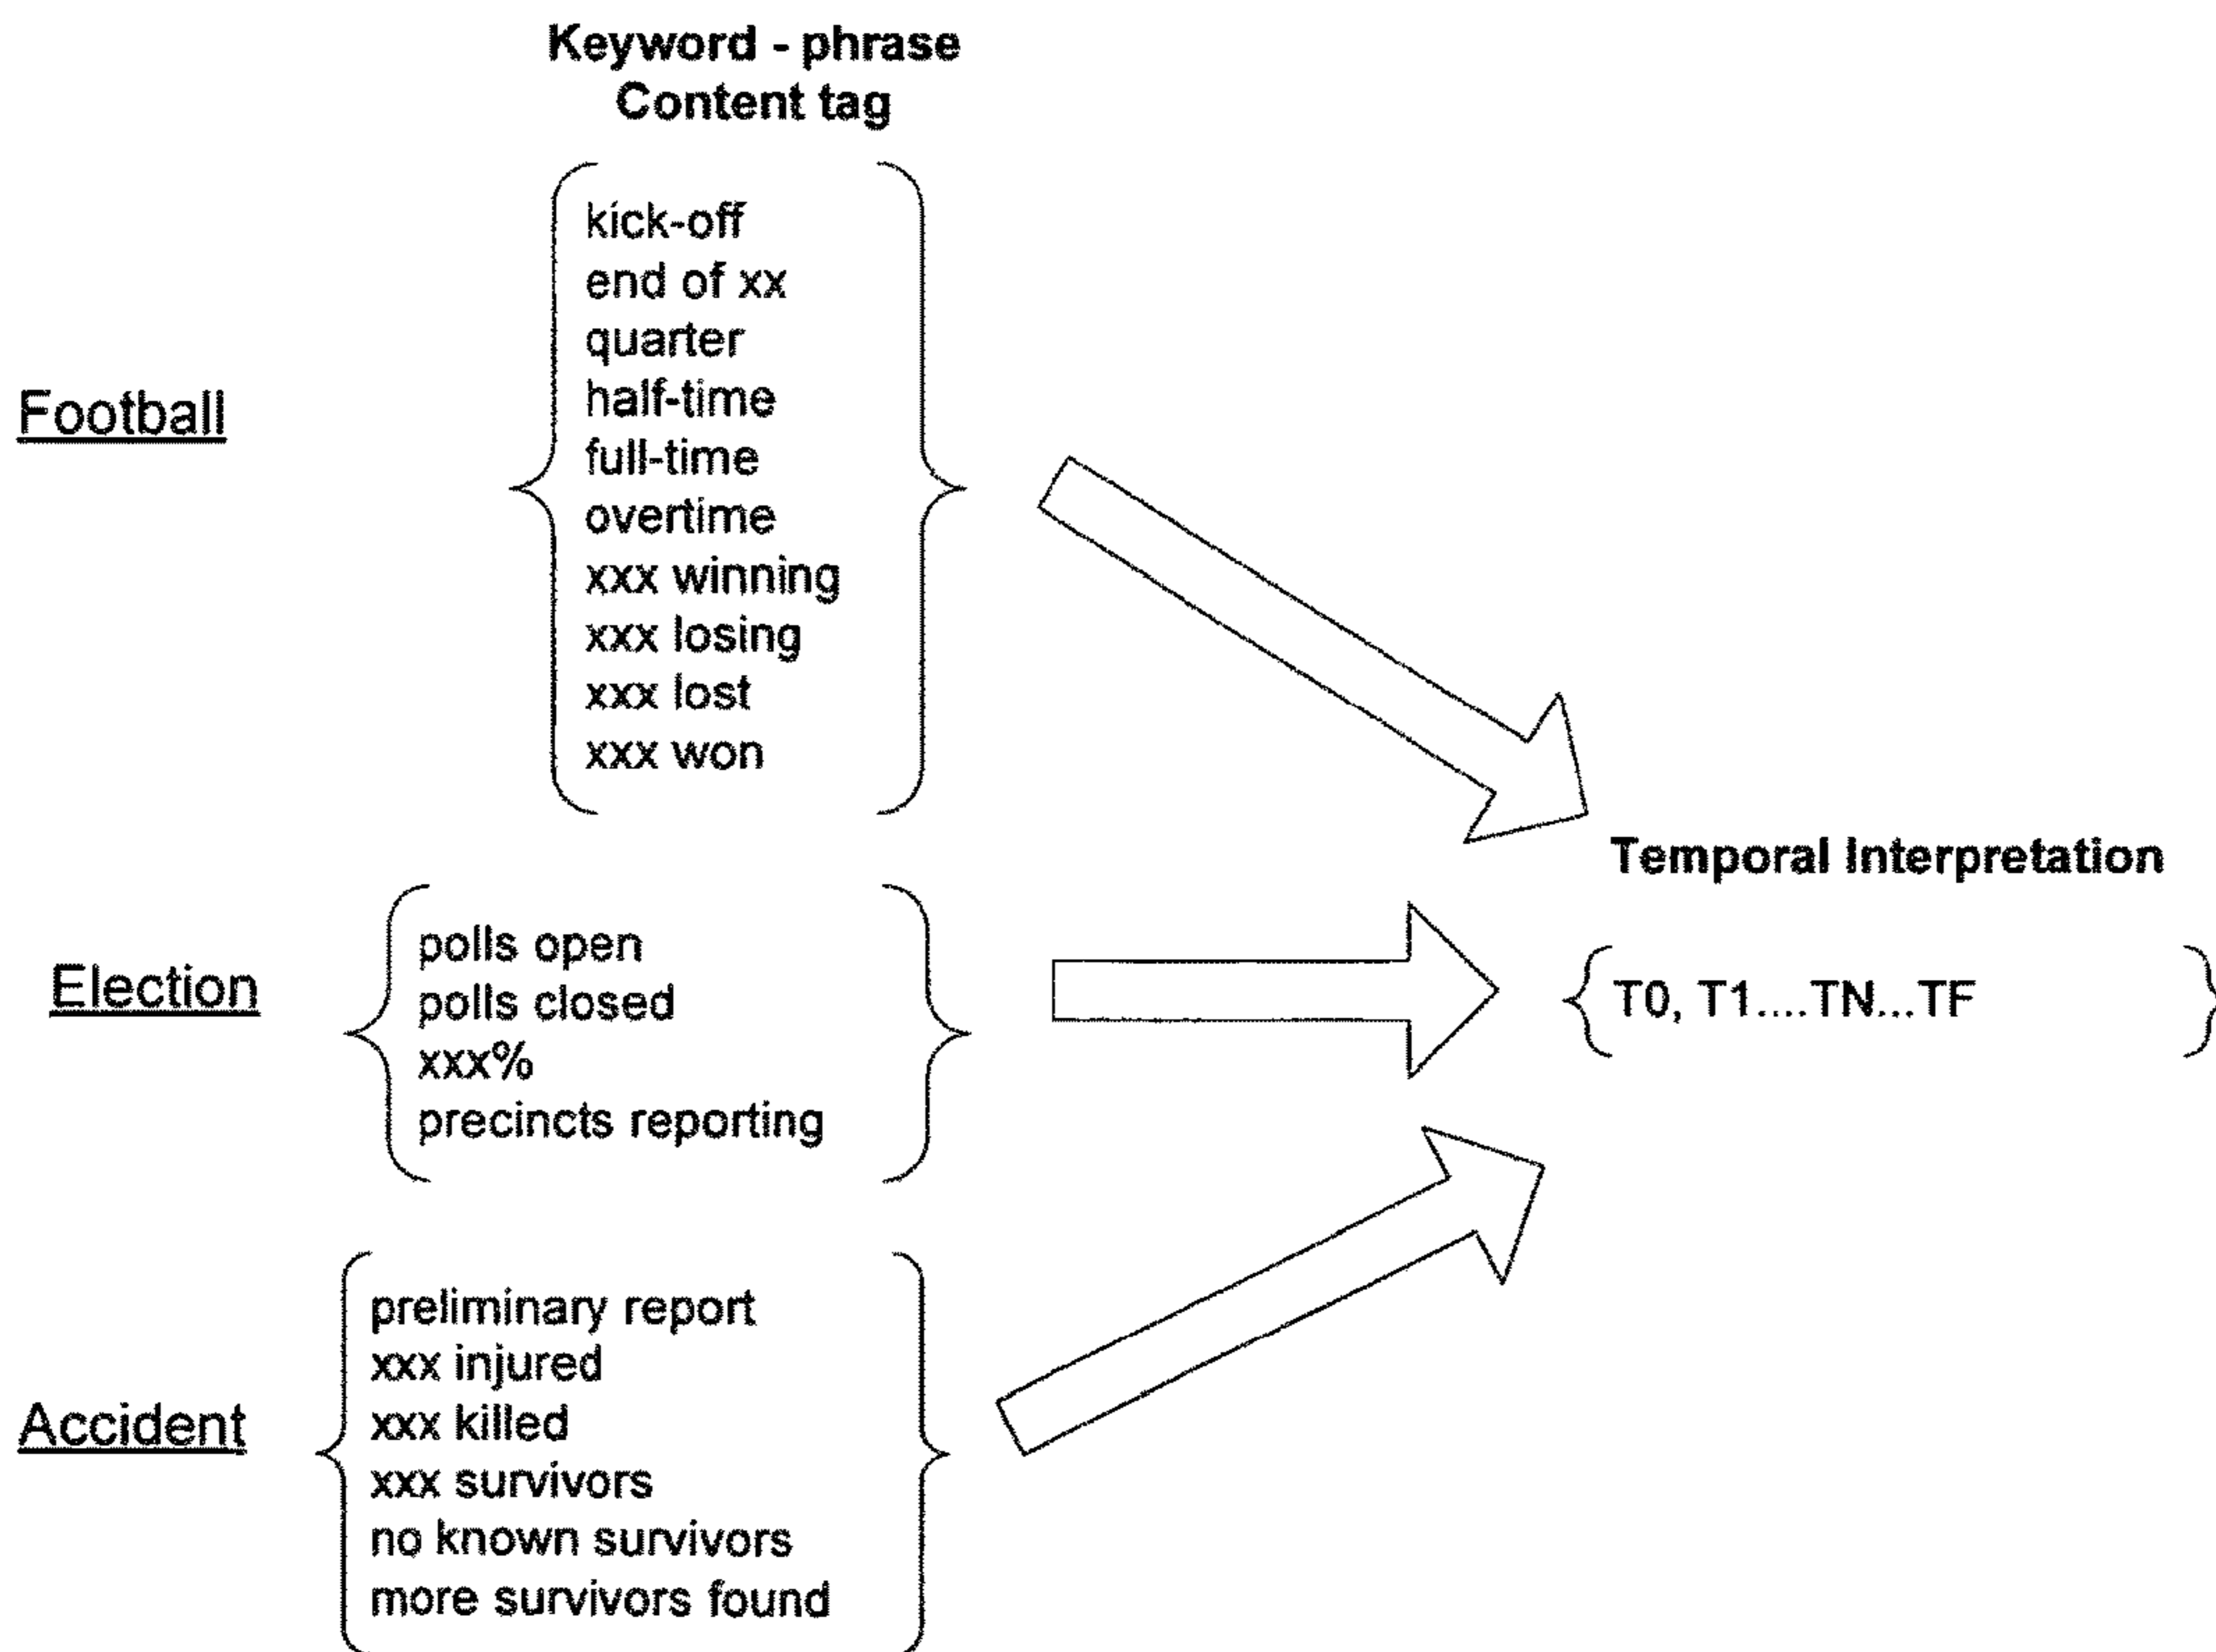 Keyword - phrase
Content tag
Football
kick-off
end of xx
quarter
half-time
full-time
overtime
xxx winning
xxx losing
xxx lost
xxx won
Temporal Interpretation
T0, T1....TN...TF
Election
polls open
polls closed
xxx%
precincts reporting
Accident
preliminary report
xxx injured
xxx killed
xxx survivors
no known survivors
more survivors found